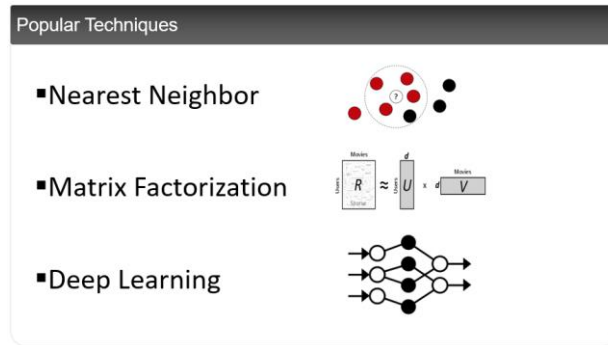 Popular Techniques
▪Nearest Neighbor
?
▪Matrix Factorization
Movies
Users
R
≈
d
Users
U
x
Movies
d
V
▪Deep Learning